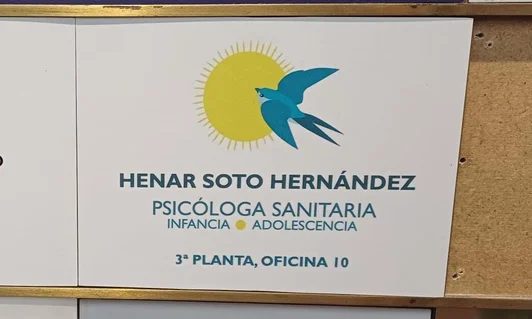 HENAR SOTO HERNÁNDEZ
PSICÓLOGA SANITARIA
INFANCIA ● ADOLESCENCIA
3ª PLANTA, OFICINA 10